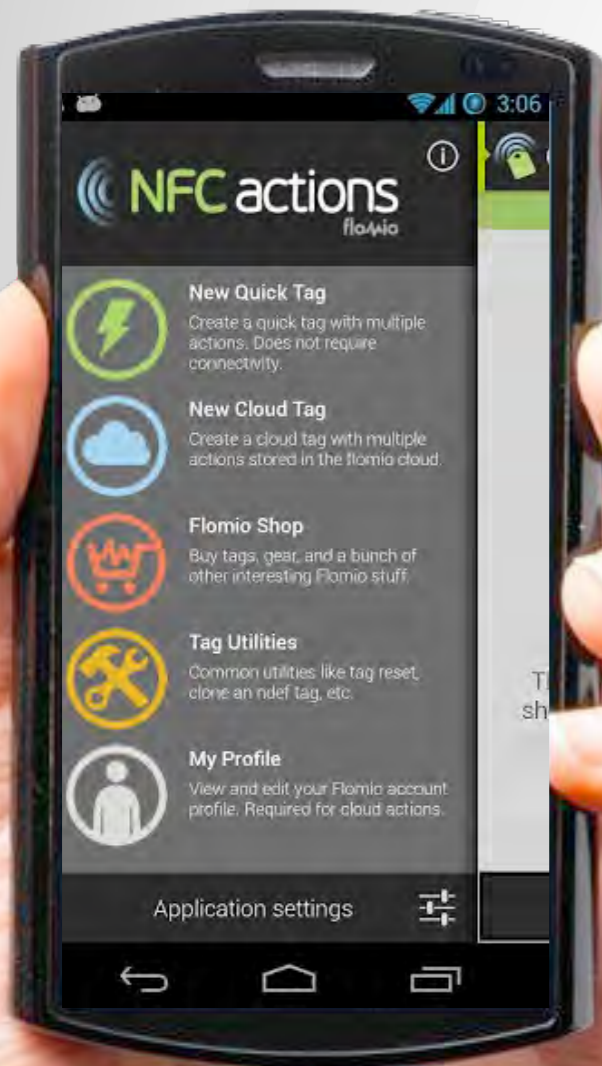 3:06
NFC actions
flomio
New Quick Tag
Create a quick tag with multiple
actions. Does not require
connectivity.
New Cloud Tag
Create a cloud tag with multiple
actions stored in the flomio cloud.
Flomio Shop
Buy tags, gear, and a bunch of
other interesting Flomio stuff.
Tag Utilities
Common utilities like tag reset,
clone an ndef tag, etc.
My Profile
View and edit your Flomio account
profile. Required for cloud actions.
Application settings
sh